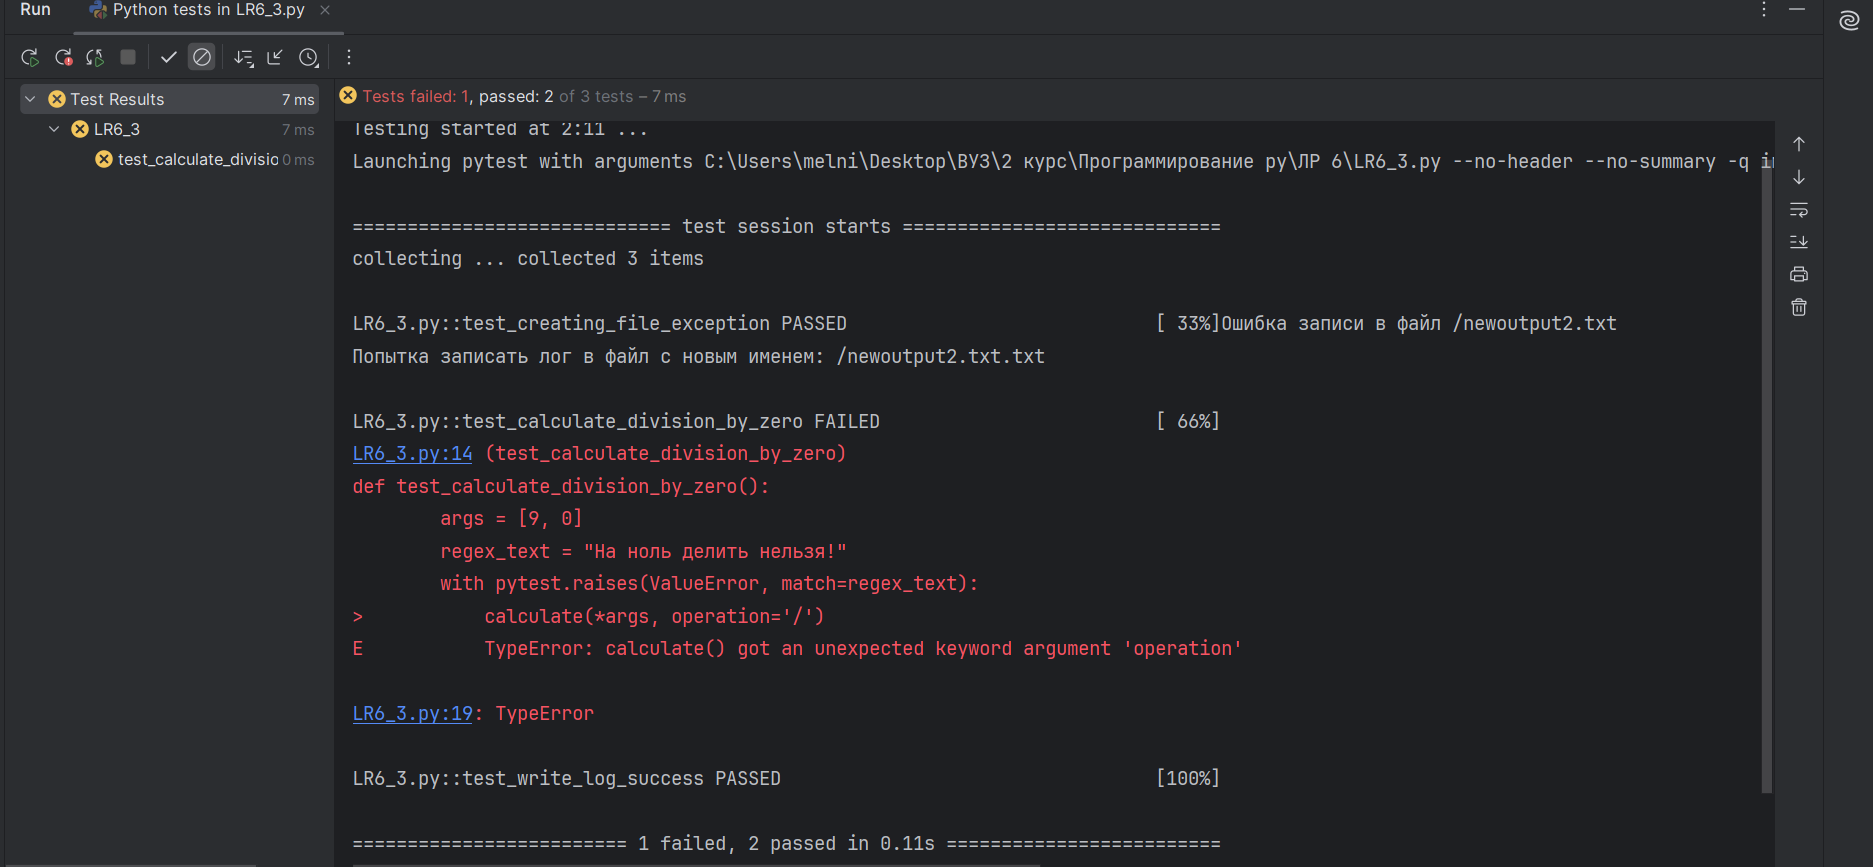 Run
Python tests in LR6_3.py
Test Results 7 ms
LR6_3 7 ms
test_calculate_divisio 0 ms
Tests failed: 1, passed: 2 of 3 tests – 7 ms
Testing started at 2:11 ...
Launching pytest with arguments C:\Users\melni\Desktop\ВУЗ\2 курс\Программирование py\ЛР 6\LR6_3.py --no-header --no-summary -q in
============================= test session starts =============================
collecting ... collected 3 items
LR6_3.py::test_creating_file_exception PASSED [ 33%]Ошибка записи в файл /newoutput2.txt
Попытка записать лог в файл с новым именем: /newoutput2.txt.txt
LR6_3.py::test_calculate_division_by_zero FAILED [ 66%]
LR6_3.py:14 (test_calculate_division_by_zero)
def test_calculate_division_by_zero():
args = [9, 0]
regex_text = "На ноль делить нельзя!"
with pytest.raises(ValueError, match=regex_text):
> calculate(*args, operation='/')
E TypeError: calculate() got an unexpected keyword argument 'operation'
LR6_3.py:19: TypeError
LR6_3.py::test_write_log_success PASSED [100%]
========================= 1 failed, 2 passed in 0.11s =========================